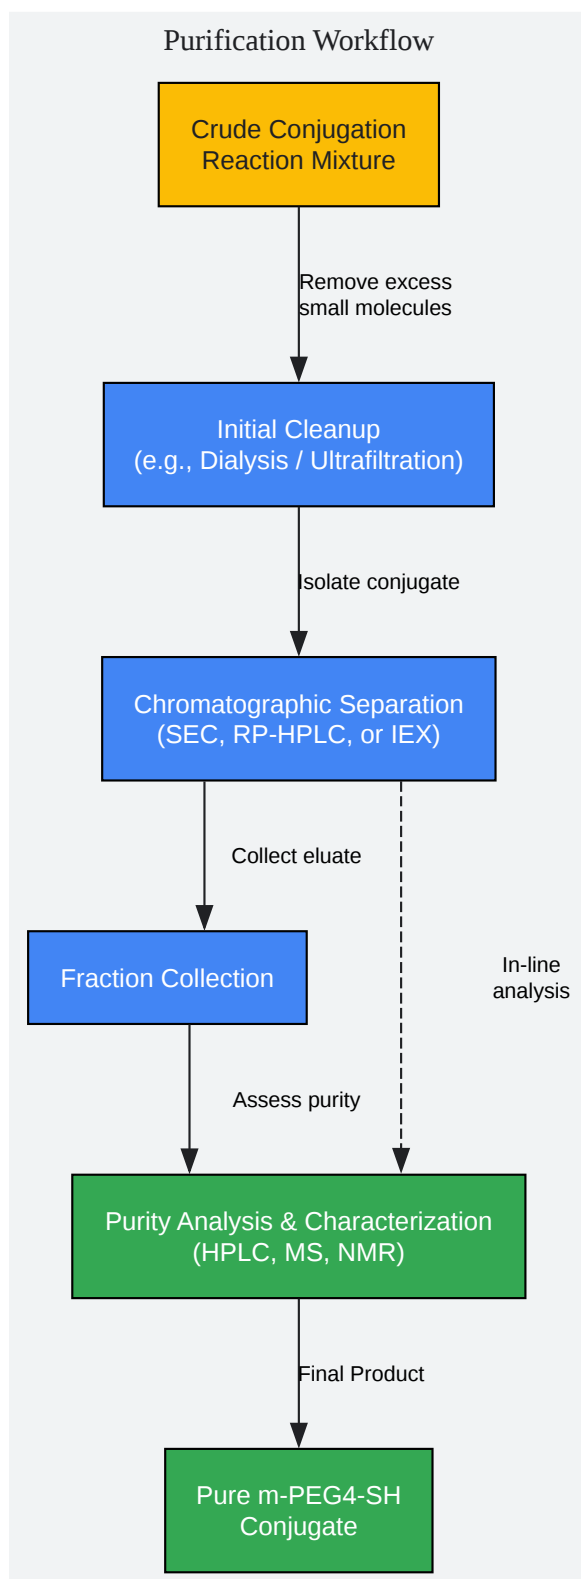 Purification Workflow
Crude Conjugation
Reaction Mixture
Remove excess
small molecules
Initial Cleanup
(e.g., Dialysis / Ultrafiltration)
Isolate conjugate
Chromatographic Separation
(SEC, RP-HPLC, or IEX)
Collect eluate
Fraction Collection
In-line
analysis
Assess purity
Purity Analysis & Characterization
(HPLC, MS, NMR)
Final Product
Pure m-PEG4-SH
Conjugate